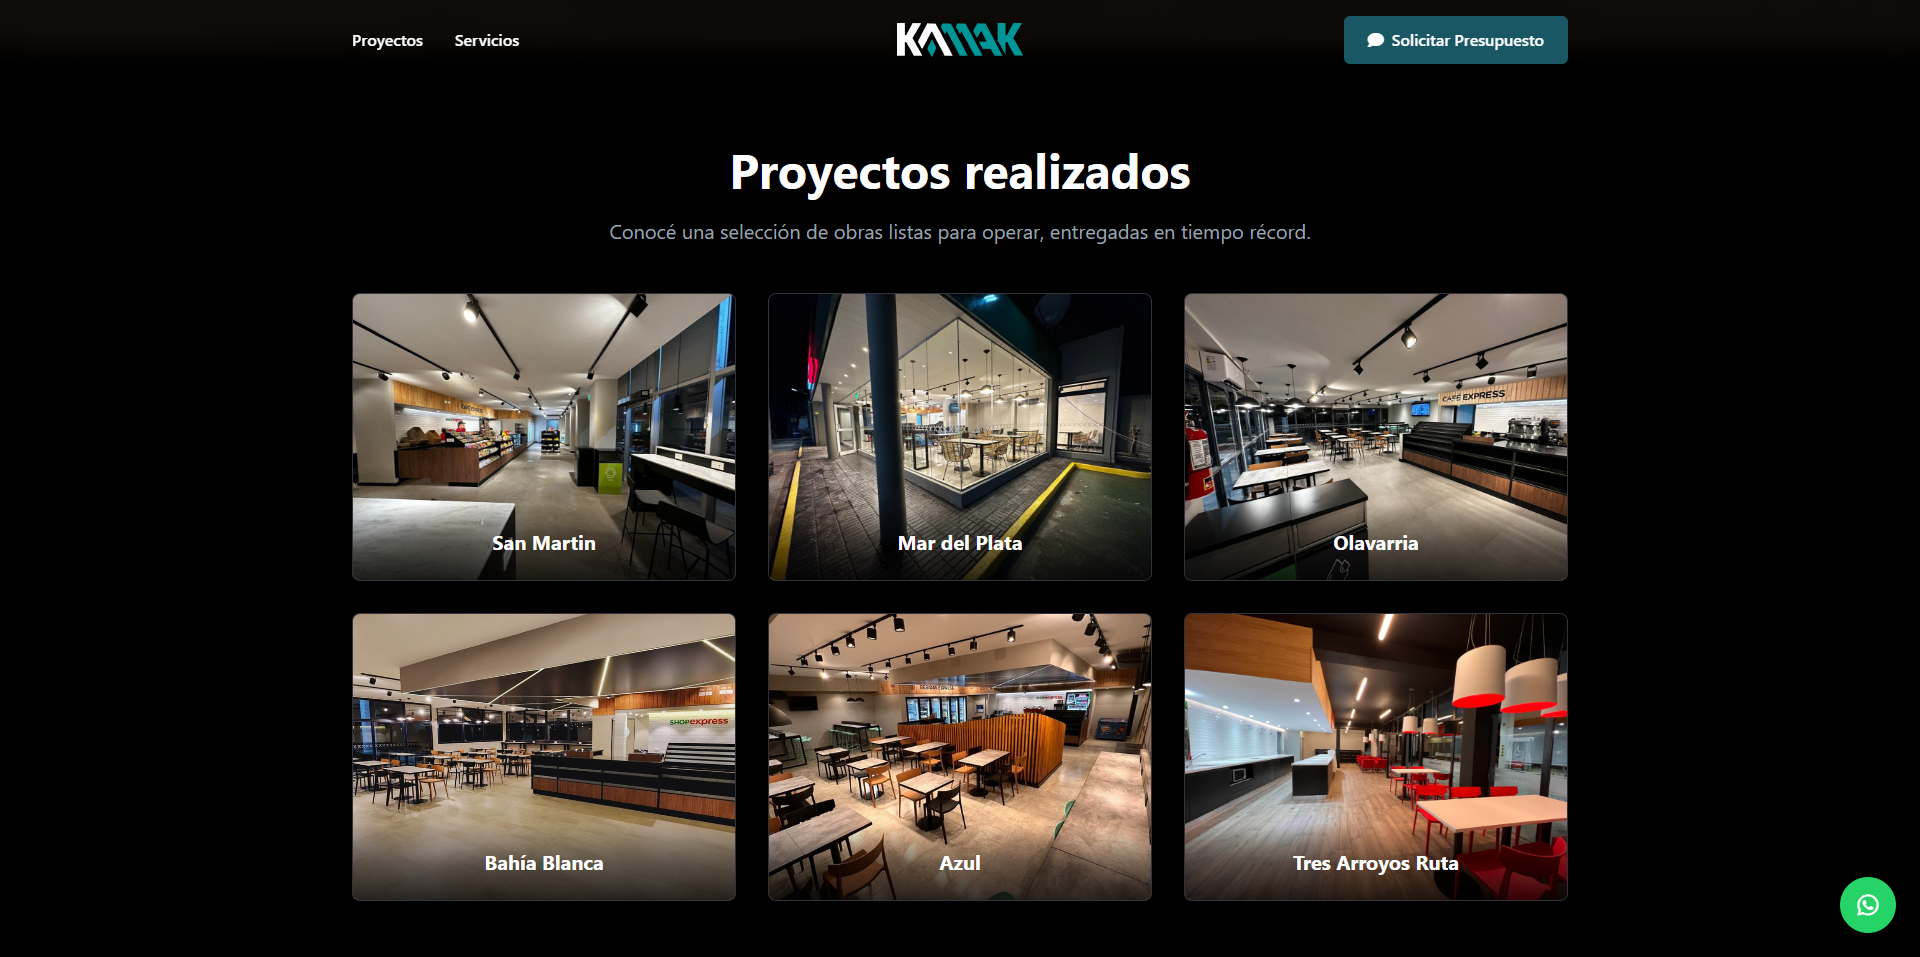 Proyectos Servicios KAMAK Solicitar Presupuesto
Proyectos realizados
Conocé una selección de obras listas para operar, entregadas en tiempo récord.
CAFÉ EXPRESS
San Martin Mar del Plata Olavarria
SHOPexpress
Bahía Blanca Azul Tres Arroyos Ruta